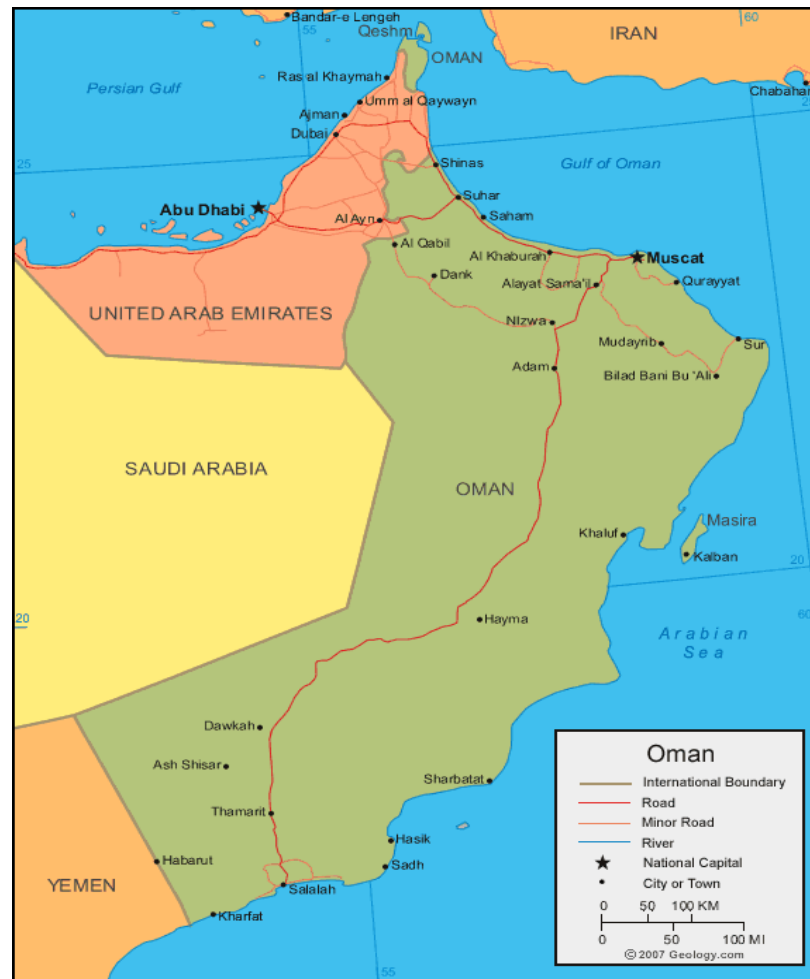 Bandar-e Lengeh
55
60
Qeshm
IRAN
OMAN
Ras al Khaymah
Persian Gulf
Chabahar
Umm al Qaywayn
Ajman
Dubai
25
Shinas
Gulf of Oman
Suhar
Abu Dhabi
Saham
Al Ayn
Al Qabil
Al Khaburah
Muscat
Dank
Alayat Sama'il
Qurayyat
UNITED ARAB EMIRATES
NIzwa
Mudayrib
Sur
Adam
Bilad Bani Bu 'Ali
SAUDI ARABIA
OMAN
Masira
Khaluf
Kalban
20
20
Hayma
60
Arabian
Sea
Dawkah
Ash Shisar
Sharbatat
Thamarit
Hasik
Habarut
Sadh
YEMEN
Salalah
Kharfat
55
Oman
International Boundary
Road
Minor Road
River
National Capital
City or Town
0 50 100 KM
0 50 100 MI
© 2007 Geology.com